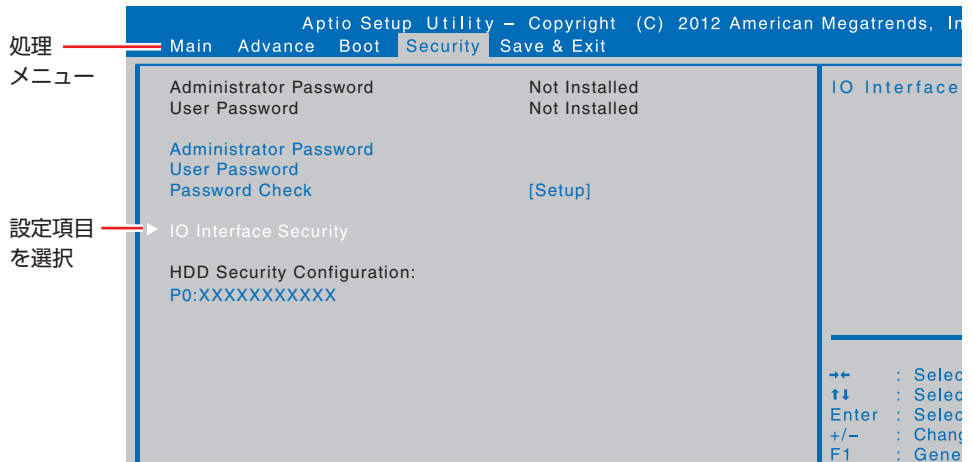 Aptio Setup Utility – Copyright (C) 2012 American Megatrends,
処理
メニュー
Main Advance Boot Security Save & Exit
Administrator Password Not Installed
User Password Not Installed
Administrator Password
User Password
Password Check [Setup]
設定項目
を選択
▶ IO Interface Security
HDD Security Configuration:
P0:XXXXXXXXXXX
IO Interface
→← : Selec
↑↓ : Selec
Enter : Selec
+/– : Chang
F1 : Gene